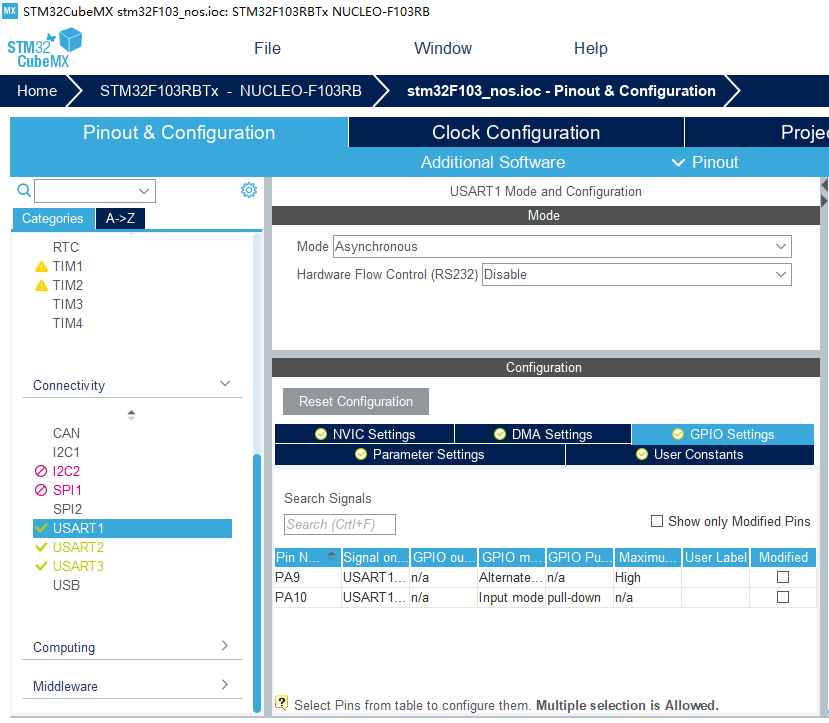 MX STM32CubeMX stm32f103_nos.ioc: STM32F103RBTx NUCLEO-F103RB
STM32
CubeMX
File Window Help
Home STM32F103RBTx - NUCLEO-F103RB stm32F103_nos.ioc - Pinout & Configuration
Pinout & Configuration Clock Configuration Projec
Additional Software Pinout
USART1 Mode and Configuration
Categories A->Z
Mode
RTC
TIM1
TIM2
TIM3
TIM4
Mode Asynchronous
Hardware Flow Control (RS232) Disable
Connectivity
CAN
I2C1
I2C2
SPI1
SPI2
USART1
USART2
USART3
USB
Computing
Middleware
Configuration
Reset Configuration
NVIC Settings DMA Settings GPIO Settings
Parameter Settings User Constants
Search Signals
Search (Crtl+F) Show only Modified Pins
Pin N... Signal on... GPIO ou... GPIO m... GPIO Pu... Maximu... User Label Modified
PA9 USART1... n/a Alternate... n/a High
PA10 USART1... n/a Input mode pull-down n/a
? Select Pins from table to configure them. Multiple selection is Allowed.